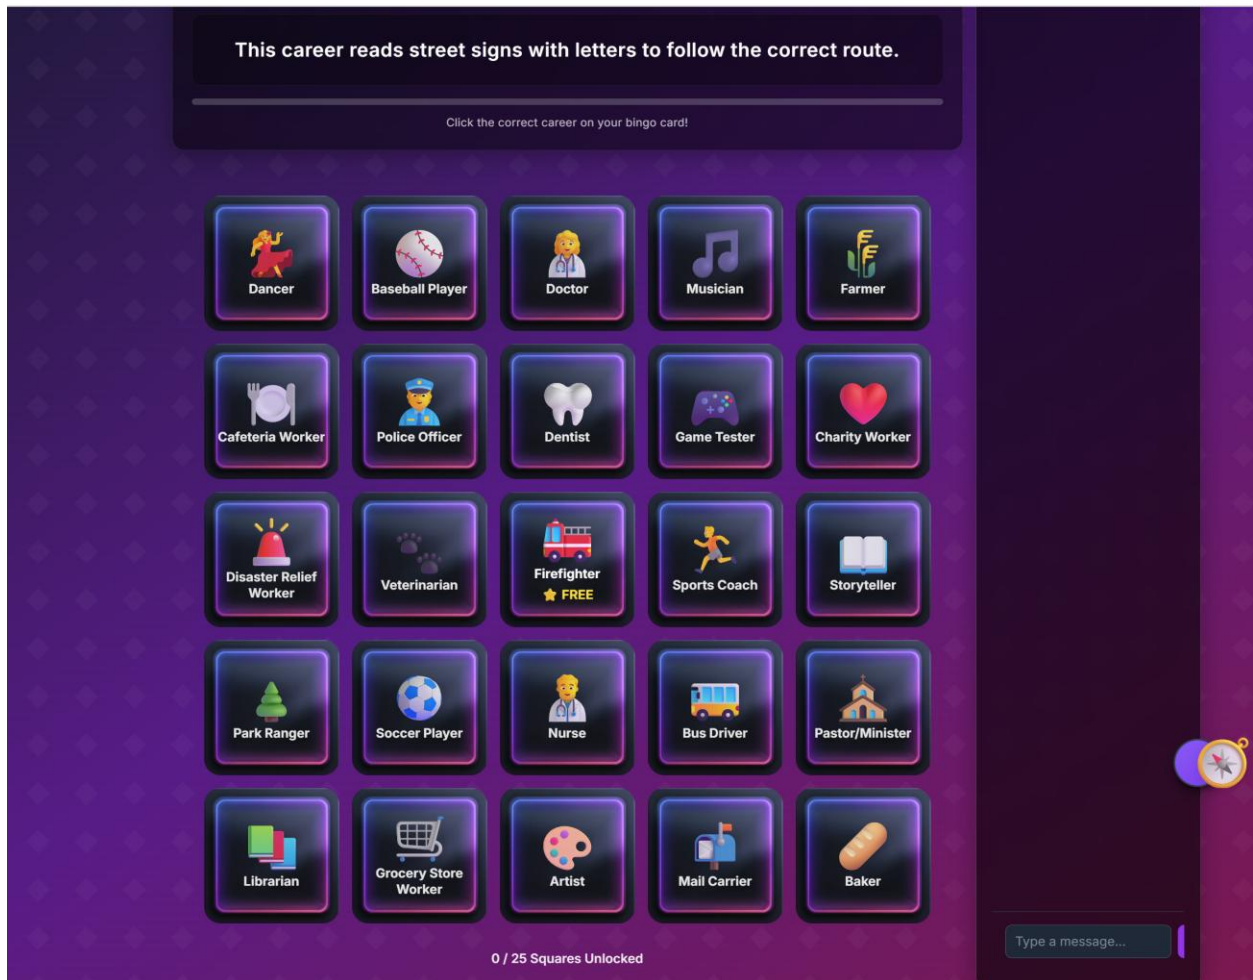 This career reads street signs with letters to follow the correct route.
Click the correct career on your bingo card!
Dancer
Baseball Player
Doctor
Musician
Farmer
Cafeteria Worker
Police Officer
Dentist
Game Tester
Charity Worker
Disaster Relief
Worker
Veterinarian
Firefighter
FREE
Sports Coach
Storyteller
Park Ranger
Soccer Player
Nurse
Bus Driver
Pastor/Minister
Librarian
Grocery Store
Worker
Artist
Mail Carrier
Baker
Type a message...
0 / 25 Squares Unlocked